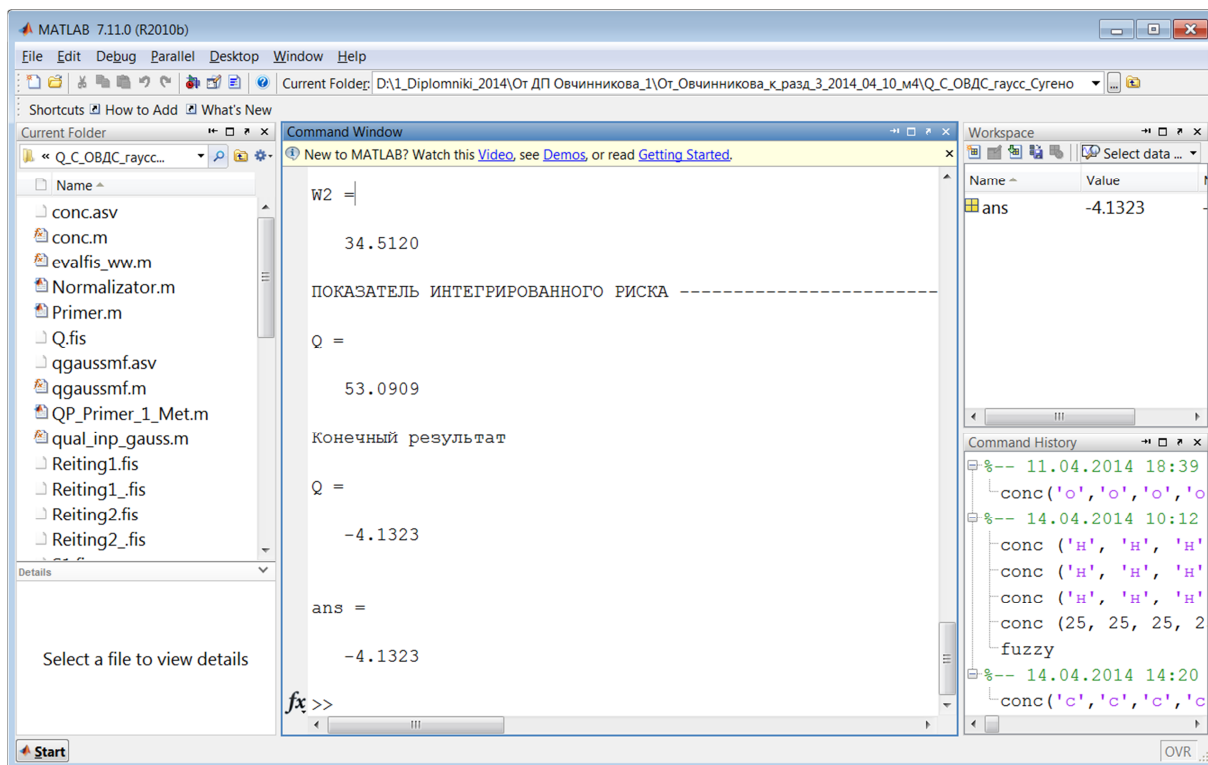 MATLAB 7.11.0 (R2010b)
File Edit Debug Parallel Desktop Window Help
Current Folder: D:\1_Diplomniki_2014\От ДП Овчинникова_1\От_Овчинникова_к_разд_3_2014_04_10_м4\Q_C_ОВДС_гаусс_Сугено
Shortcuts How to Add What's New
Current Folder
« Q_C_ОВДС_гаусс...
Name
conc.asv
conc.m
evalfis_ww.m
Normalizator.m
Primer.m
Q.fis
qgaussmf.asv
qgaussmf.m
QP_Primer_1_Met.m
qual_inp_gauss.m
Reiting1.fis
Reiting1_.fis
Reiting2.fis
Reiting2_.fis
Details
Select a file to view details
Command Window
New to MATLAB? Watch this Video, see Demos, or read Getting Started.
W2 =
34.5120
ПОКАЗАТЕЛЬ ИНТЕГРИРОВАННОГО РИСКА ------------------------
Q =
53.0909
Конечный результат
Q =
-4.1323
ans =
-4.1323
fx >>
Workspace
Select data ...
Name Value
ans -4.1323
Command History
%-- 11.04.2014 18:39
conc('о','о','о','о
%-- 14.04.2014 10:12
conc ('н', 'н', 'н'
conc ('н', 'н', 'н'
conc ('н', 'н', 'н'
conc (25, 25, 25, 2
fuzzy
%-- 14.04.2014 14:20
conc('с','с','с','с
Start
OVR